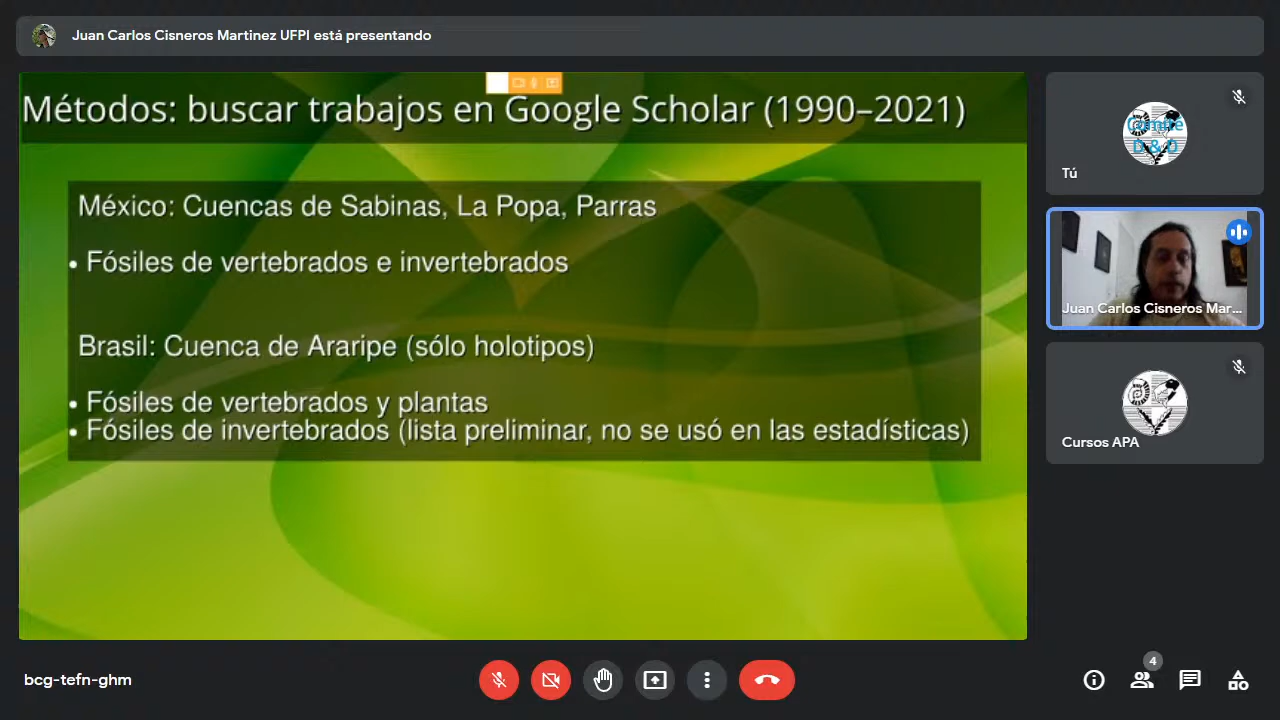 Juan Carlos Cisneros Martinez UFPI está presentando
Métodos: buscar trabajos en Google Scholar (1990–2021)
México: Cuencas de Sabinas, La Popa, Parras
• Fósiles de vertebrados e invertebrados
Brasil: Cuenca de Araripe (sólo holotipos)
• Fósiles de vertebrados y plantas
• Fósiles de invertebrados (lista preliminar, no se usó en las estadísticas)
Comité
D & D
Tú
Juan Carlos Cisneros Mar...
Cursos APA
bcg-tefn-ghm
4